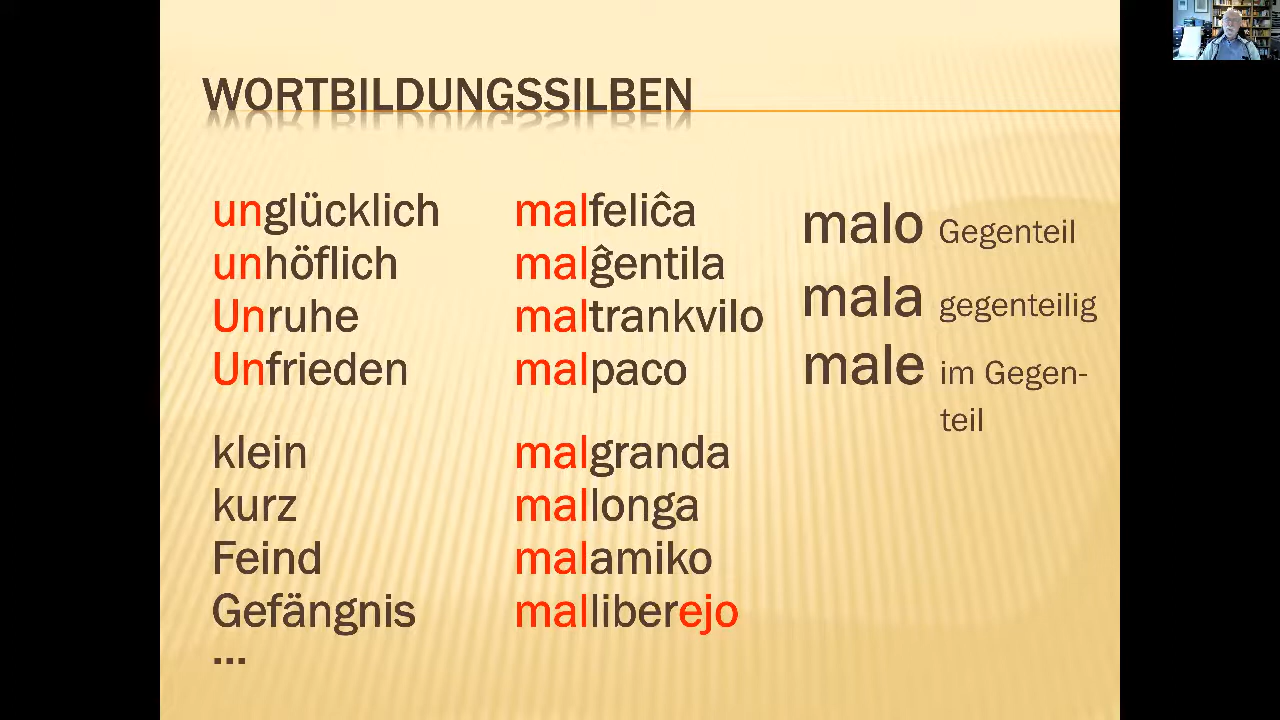 WORTBILDUNGSSILBEN
unglücklich malfeliĉa
unhöflich malĝentila
Unruhe maltrankvilo
Unfrieden malpaco
klein malgranda
kurz mallonga
Feind malamiko
Gefängnis malliberejo
...
malo Gegenteil
mala gegenteilig
male im Gegen-
teil